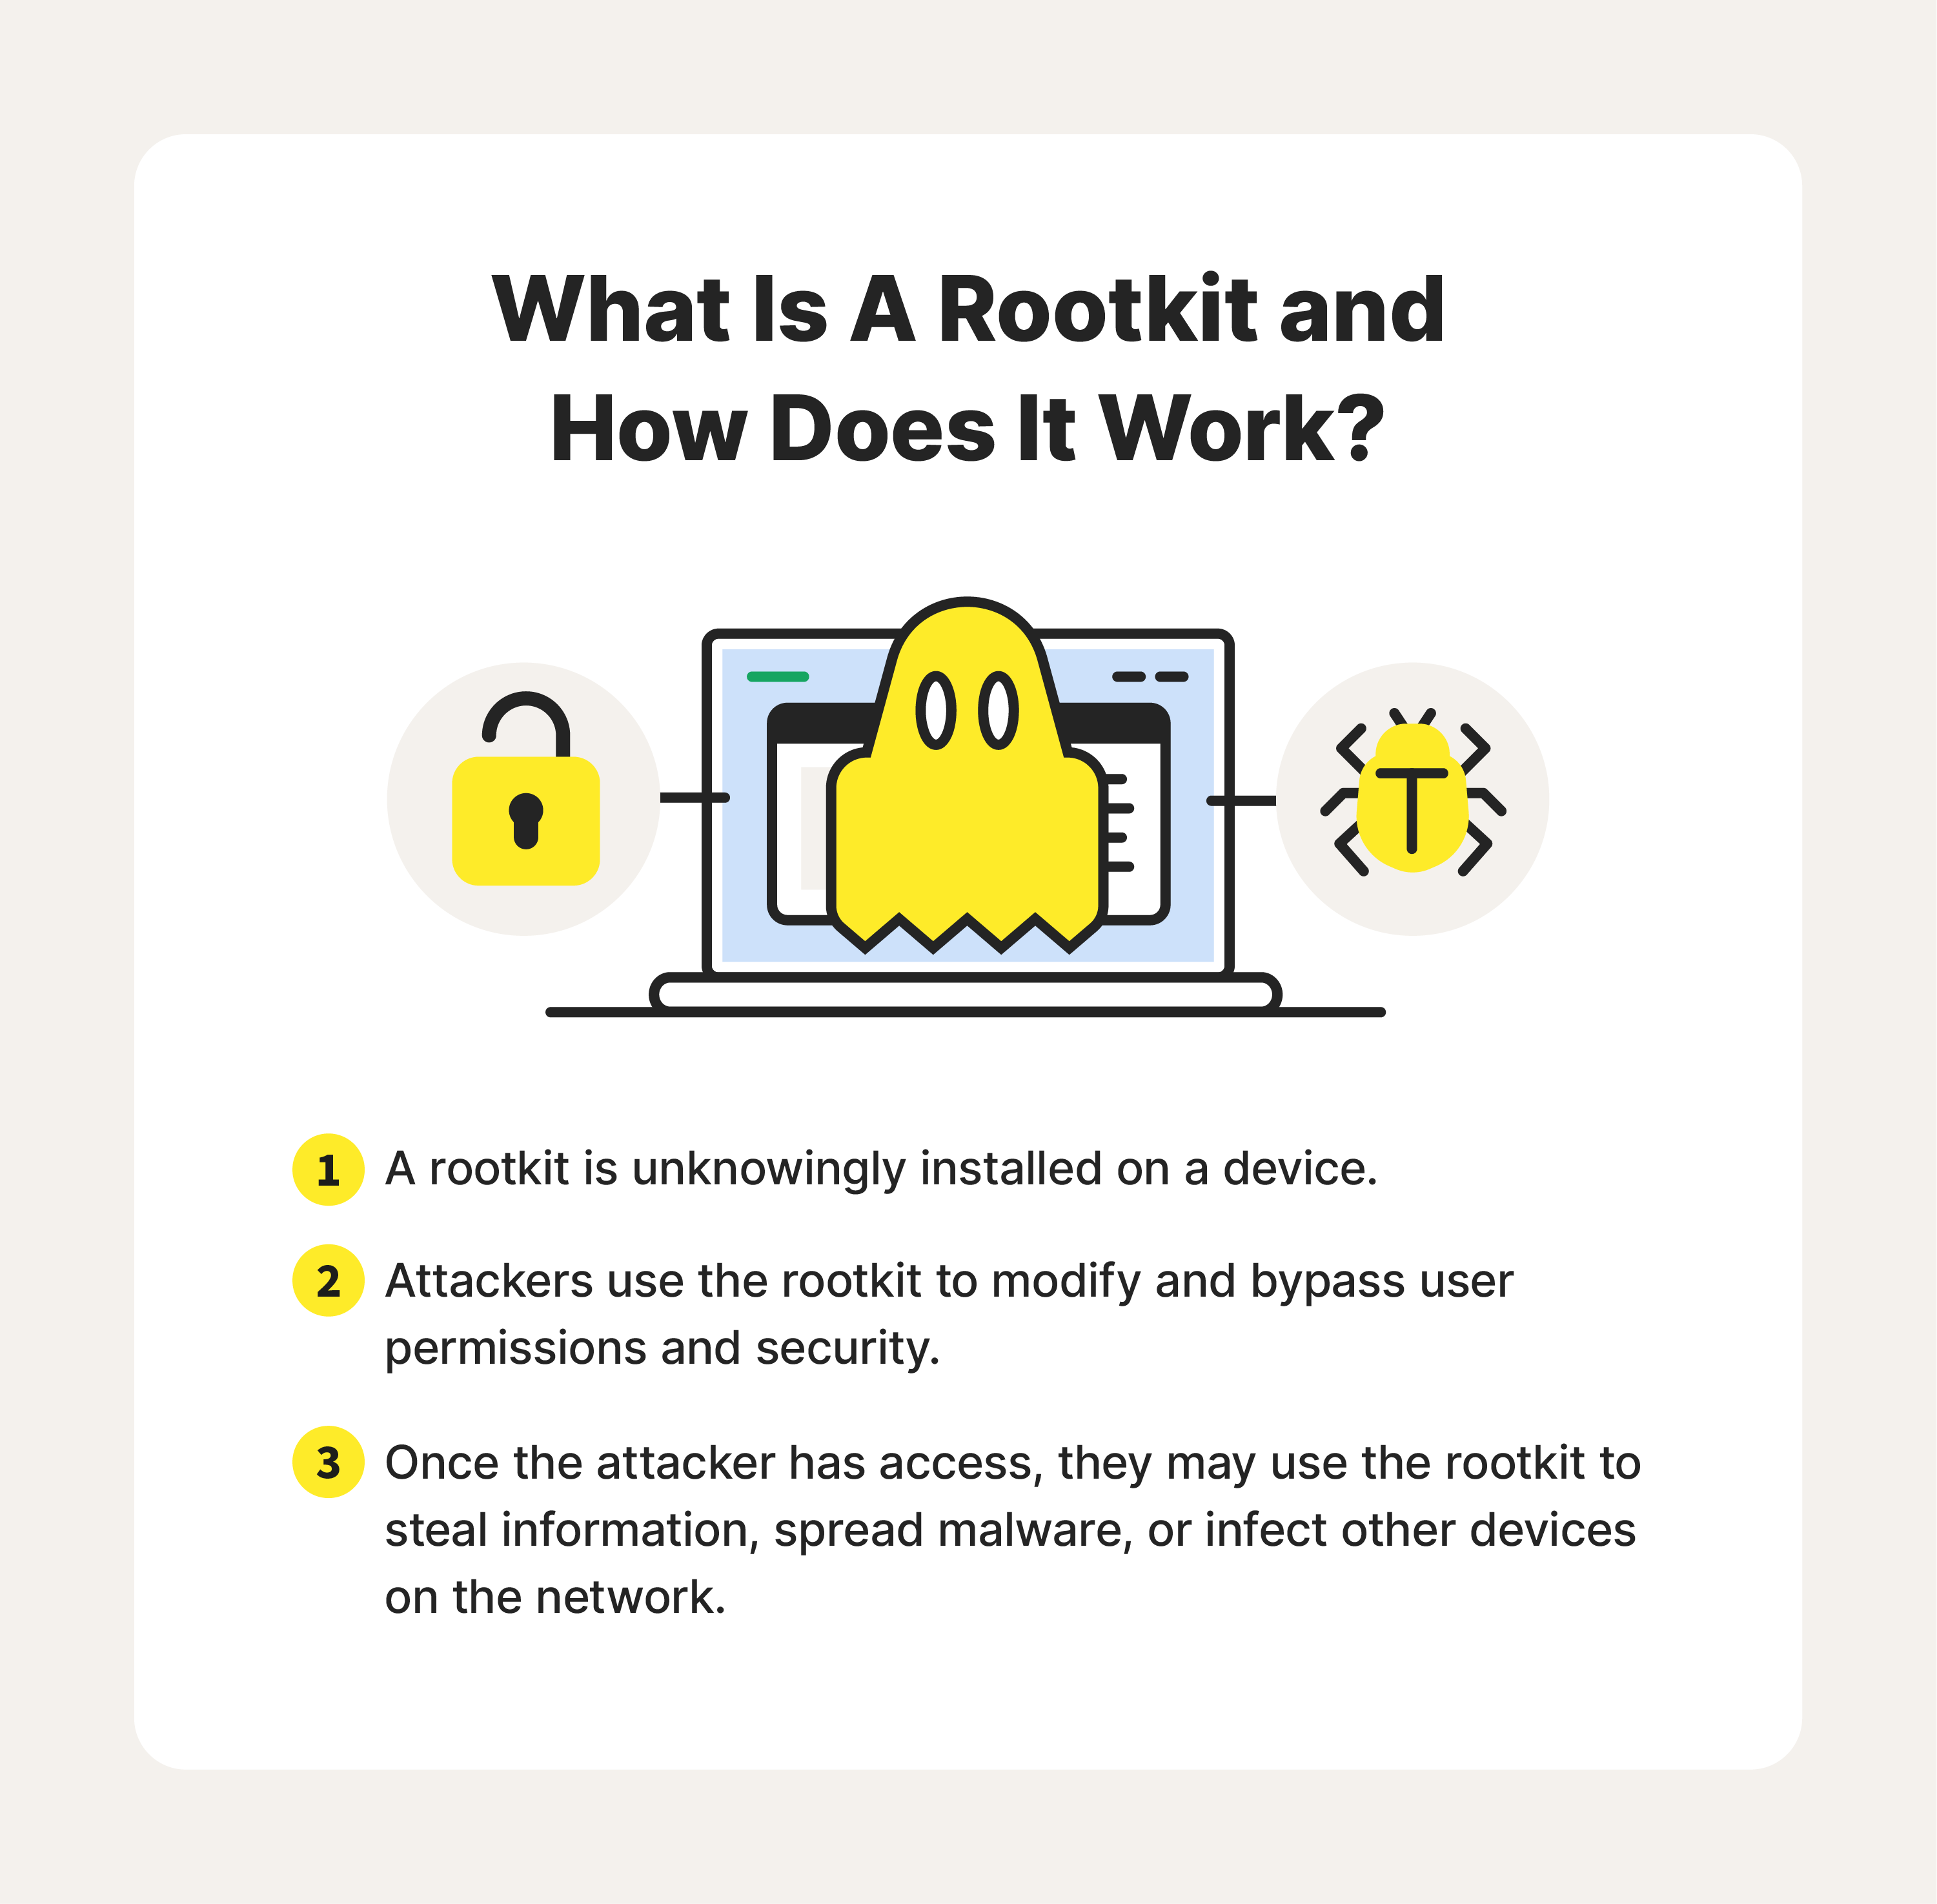 What Is A Rootkit and
How Does It Work?
1 A rootkit is unknowingly installed on a device.
2 Attackers use the rootkit to modify and bypass user
permissions and security.
3 Once the attacker has access, they may use the rootkit to
steal information, spread malware, or infect other devices
on the network.